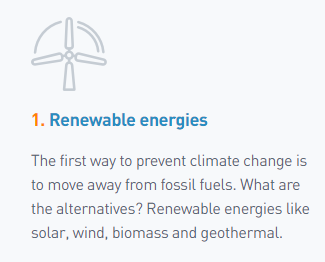 1. Renewable energies
The first way to prevent climate change is
to move away from fossil fuels. What are
the alternatives? Renewable energies like
solar, wind, biomass and geothermal.